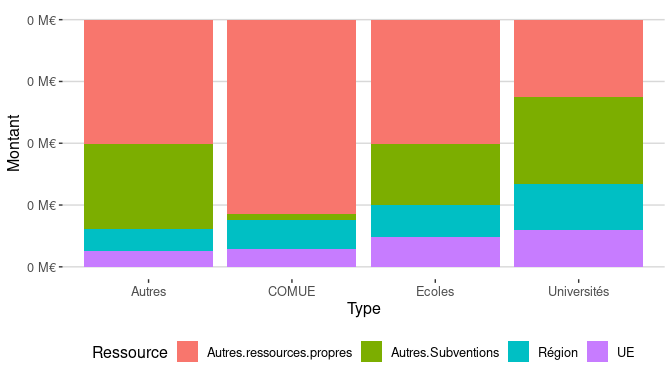 Montant
0 M€
0 M€
0 M€
0 M€
0 M€
Autres COMUE Ecoles Universités
Type
Ressource Autres.ressources.propres Autres.Subventions Région UE